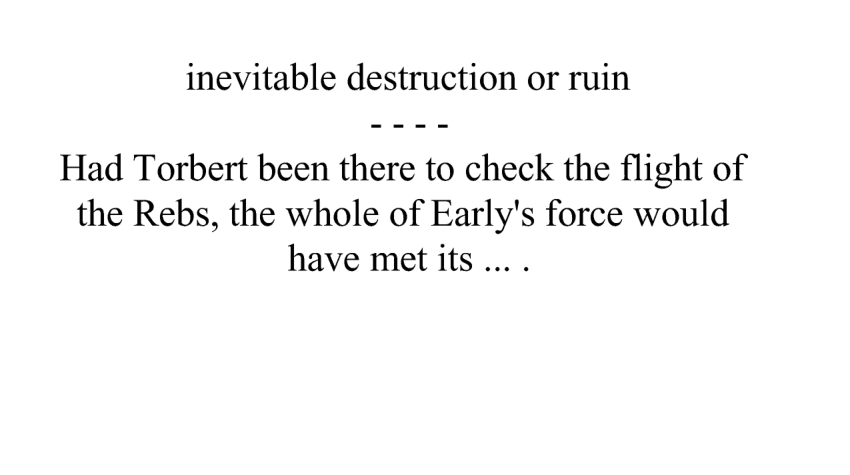 inevitable destruction or ruin
- - - -
Had Torbert been there to check the flight of
the Rebs, the whole of Early's force would
have met its ... .